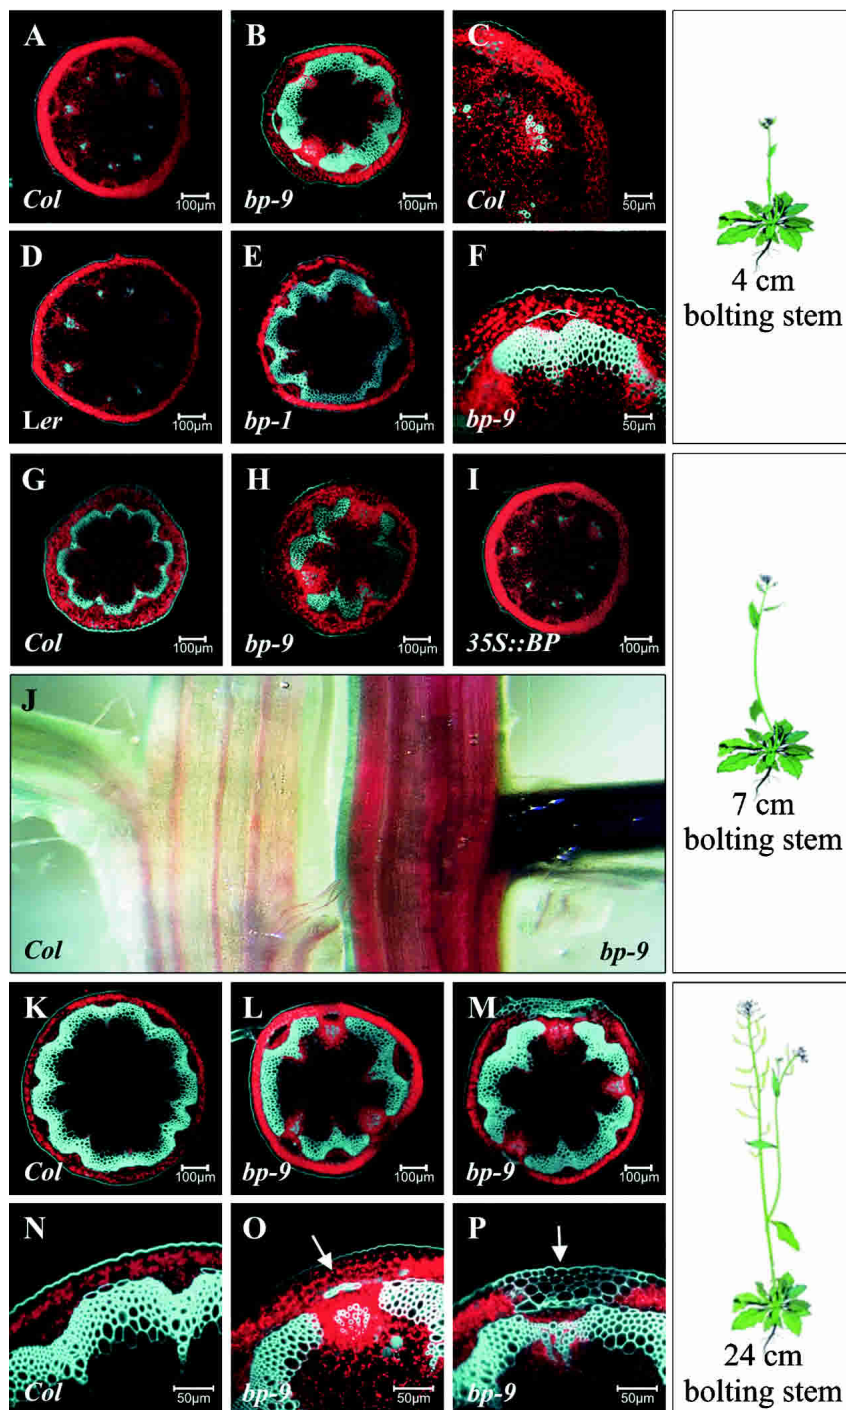 A
Col
100µm
B
bp-9
100µm
C
Col
50µm
D
Ler
100µm
E
bp-1
100µm
F
bp-9
50µm
4 cm
bolting stem
G
Col
100µm
H
bp-9
100µm
I
35S::BP
100µm
J
Col
bp-9
7 cm
bolting stem
K
Col
100µm
L
bp-9
100µm
M
bp-9
100µm
N
Col
50µm
O
bp-9
50µm
P
bp-9
50µm
24 cm
bolting stem